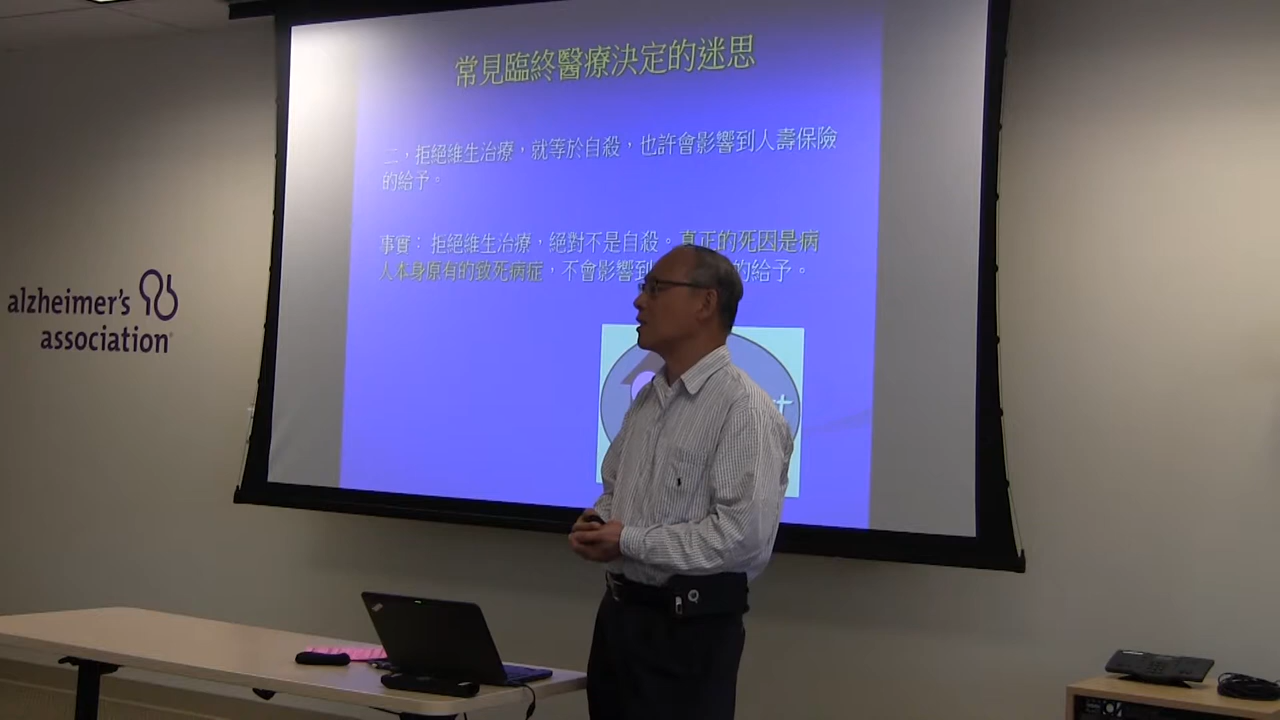 常見臨終醫療決定的迷思
二，拒絕維生治療，就等於自殺，也許會影響到人壽保險
的給予。
事實： 拒絕維生治療，絕對不是自殺。真正的死因是病
人本身原有的致死病症，不會影響到 的給予。
alzheimer's
association